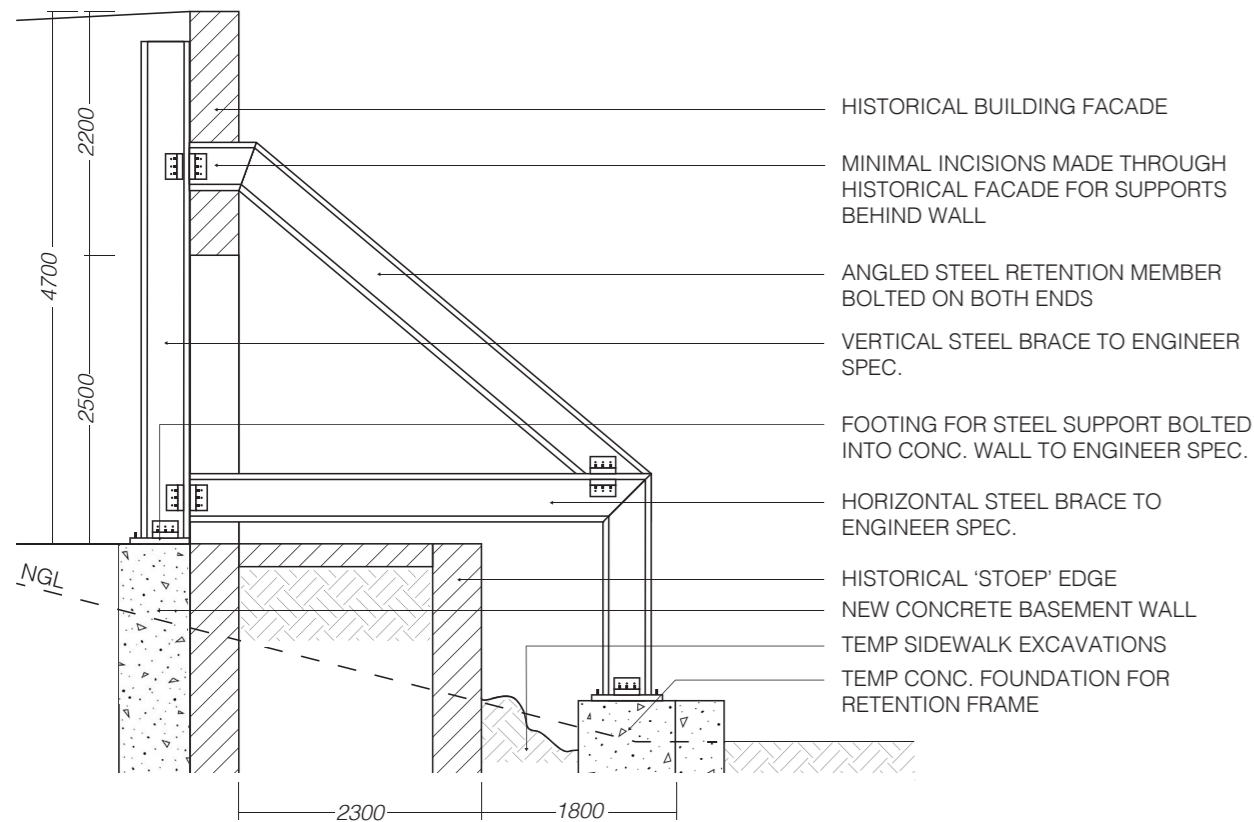 HISTORICAL BUILDING FACADE
MINIMAL INCISIONS MADE THROUGH
HISTORICAL FACADE FOR SUPPORTS
BEHIND WALL
ANGLED STEEL RETENTION MEMBER
BOLTED ON BOTH ENDS
VERTICAL STEEL BRACE TO ENGINEER
SPEC.
FOOTING FOR STEEL SUPPORT BOLTED
INTO CONC. WALL TO ENGINEER SPEC.
HORIZONTAL STEEL BRACE TO
ENGINEER SPEC.
HISTORICAL ‘STOEP’ EDGE
NEW CONCRETE BASEMENT WALL
TEMP SIDEWALK EXCAVATIONS
TEMP CONC. FOUNDATION FOR
RETENTION FRAME
2200
4700
2500
NGL
2300
1800